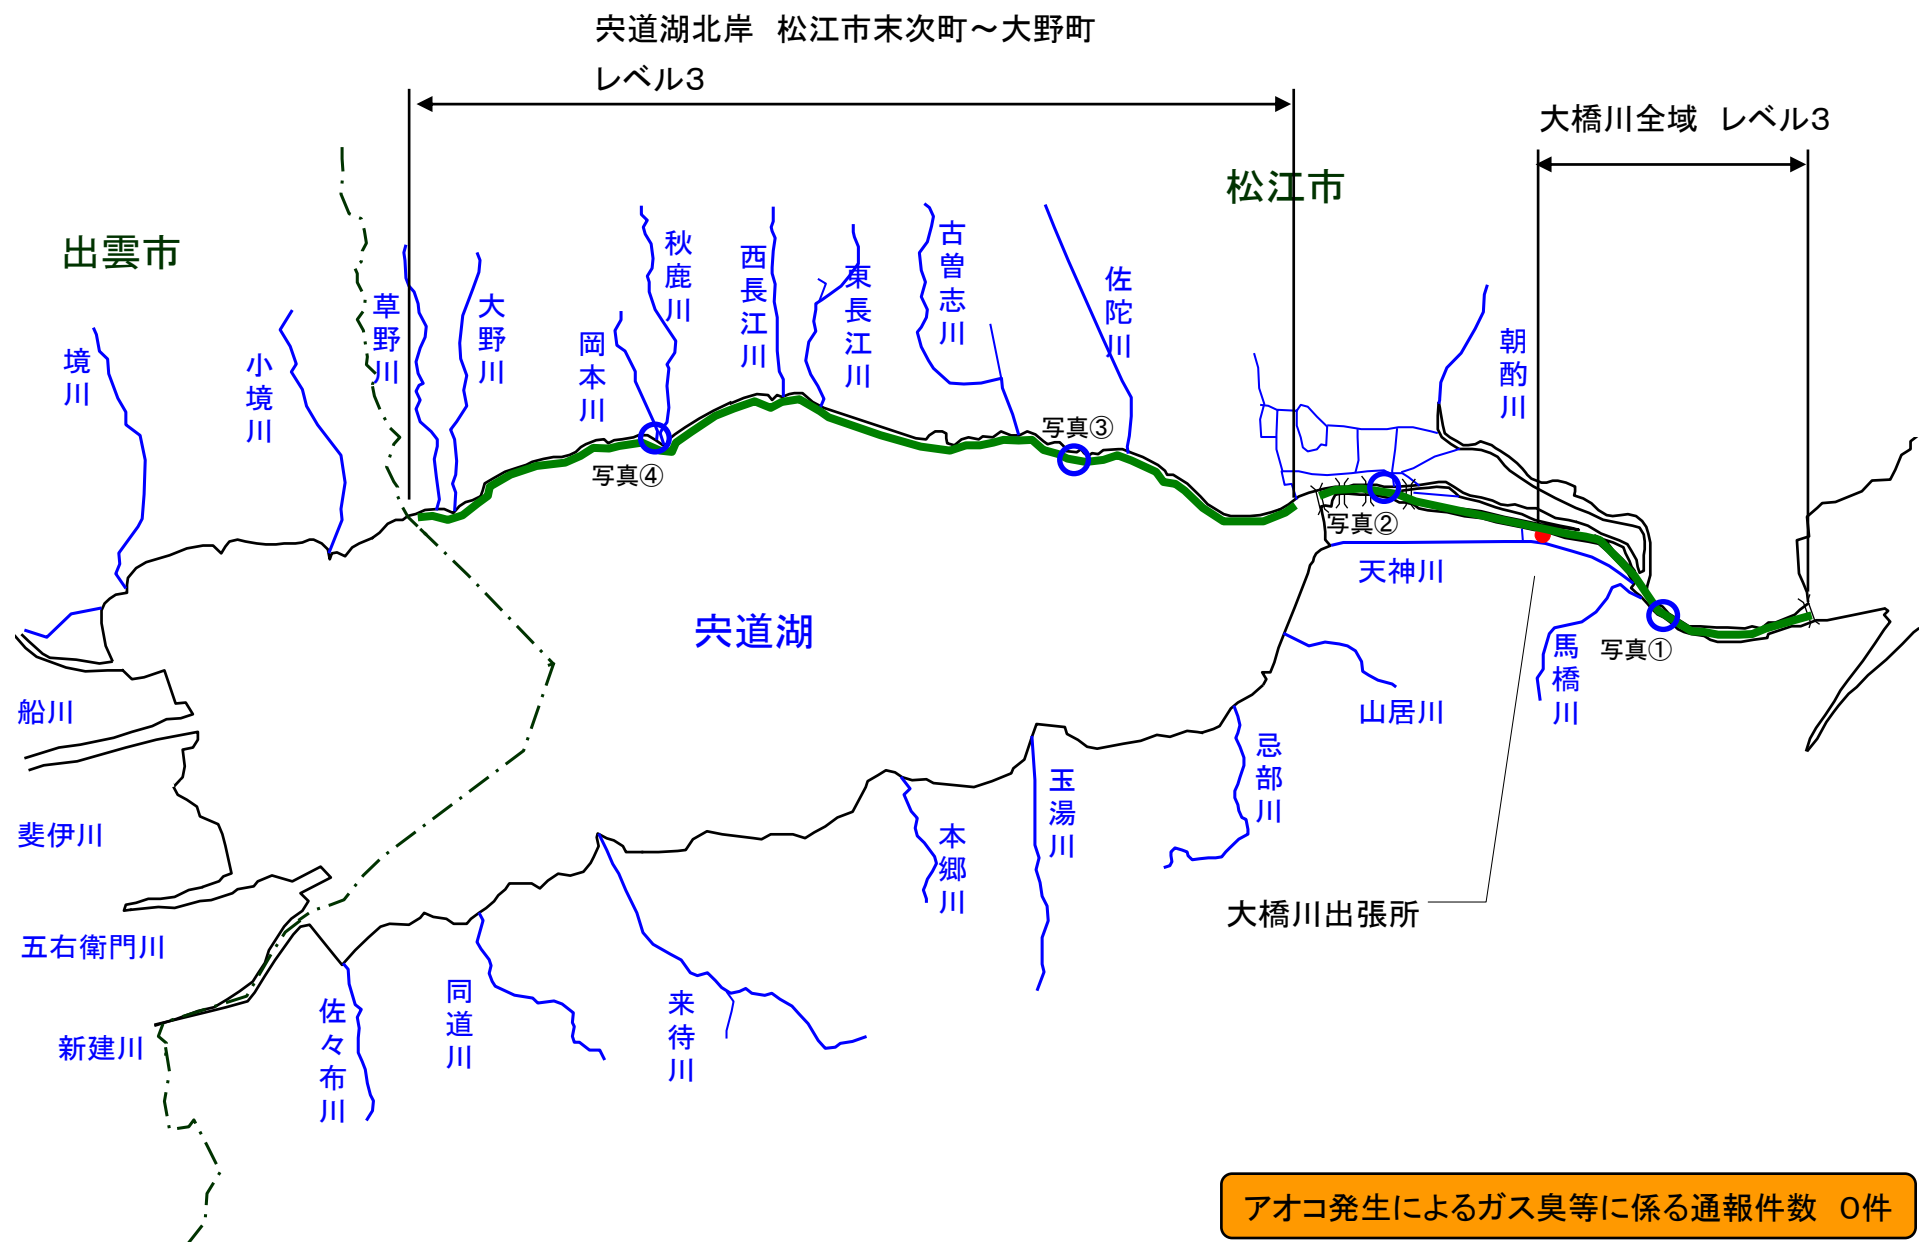 宍道湖北岸　松江市末次町～大野町
レベル3
大橋川全域　レベル3
松江市
出雲市
境川
小境川
草野川
大野川
岡本川
秋鹿川
西長江川
東長江川
古曽志川
佐陀川
朝酌川
写真④
写真③
写真②
写真①
天神川
馬橋川
山居川
宍道湖
忌部川
玉湯川
本郷川
大橋川出張所
船川
斐伊川
五右衛門川
新建川
佐々布川
同道川
来待川
アオコ発生によるガス臭等に係る通報件数　0件